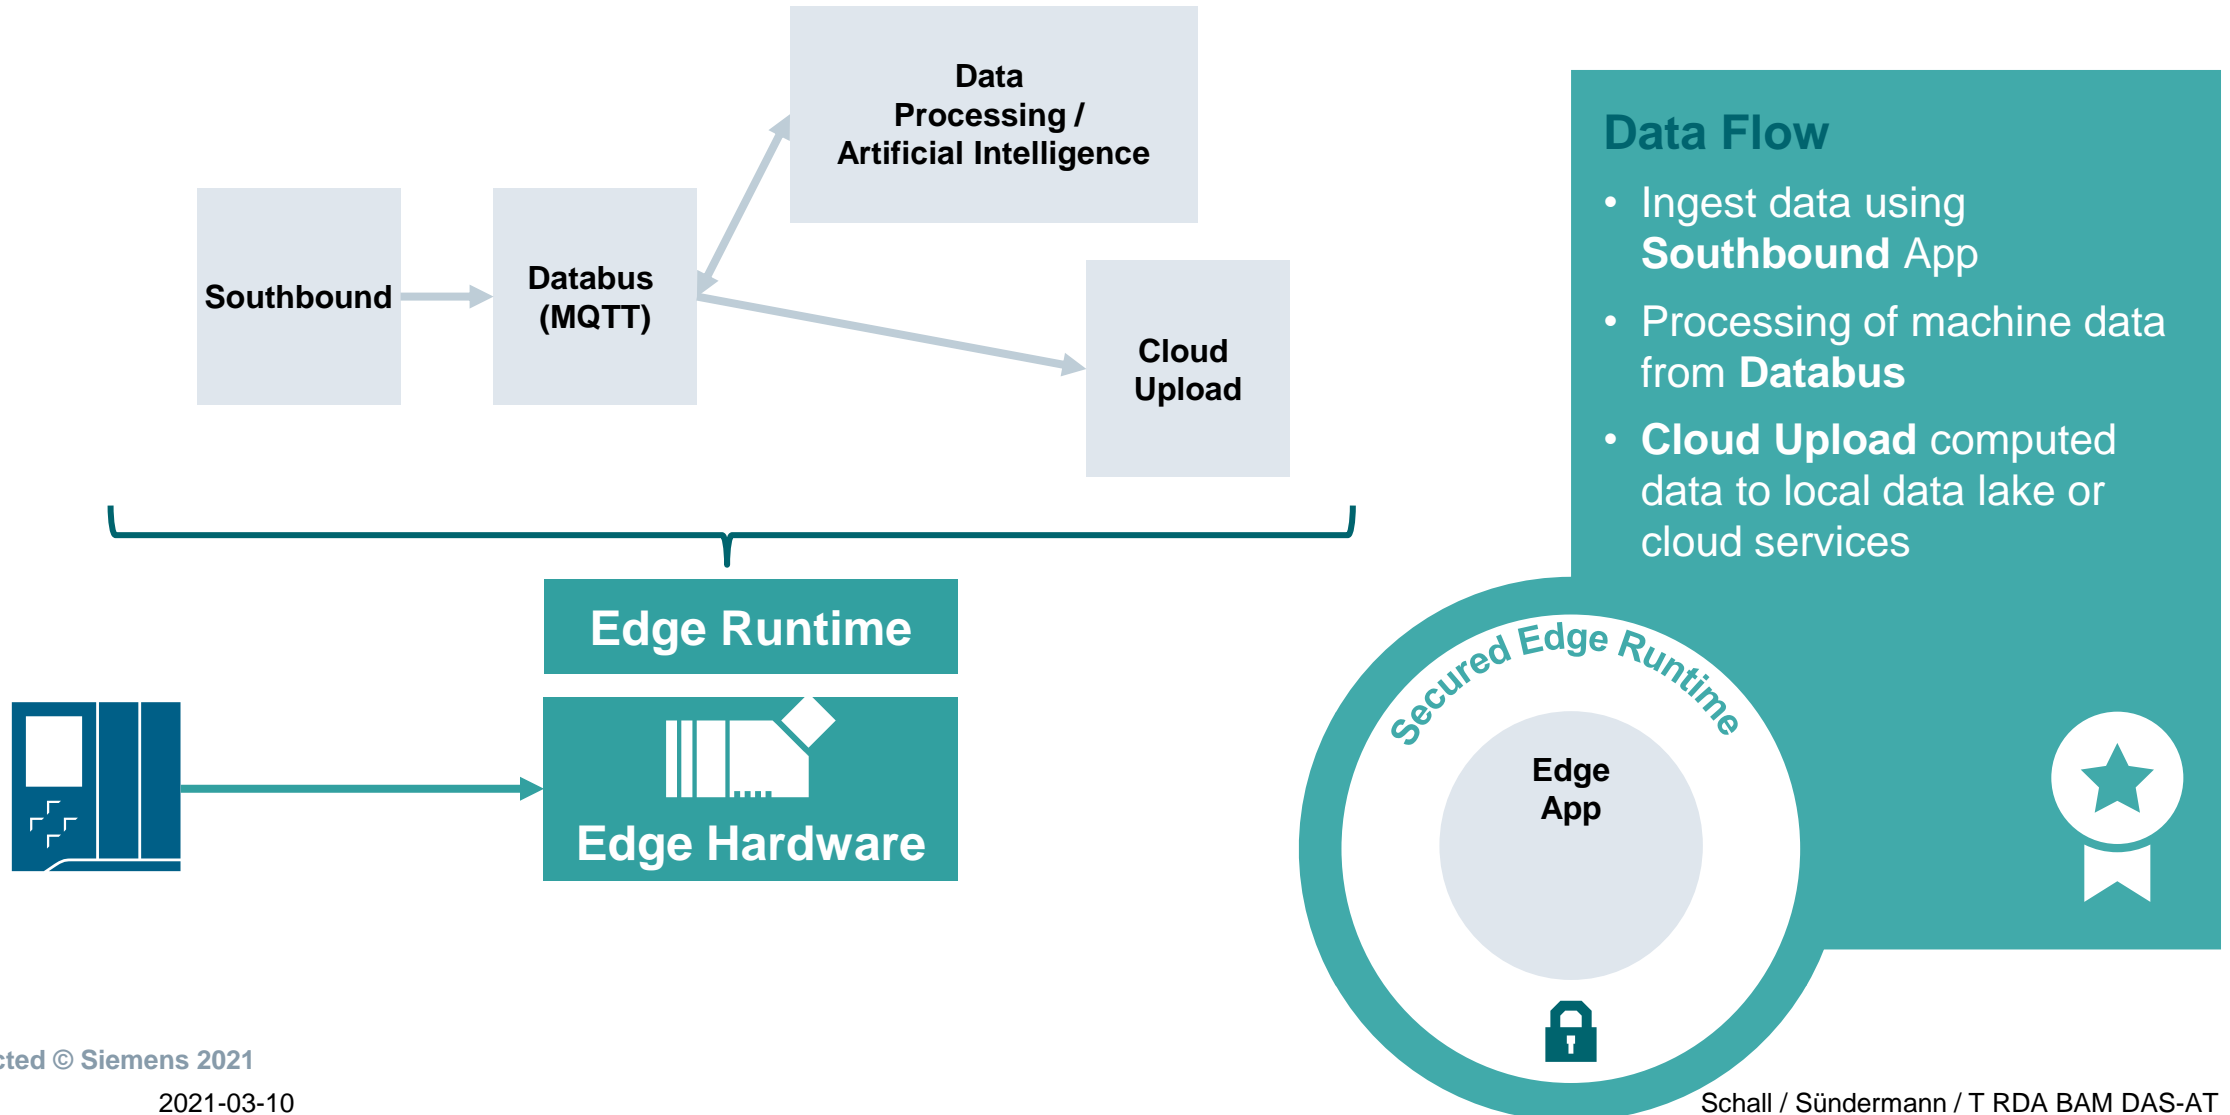 Data
Processing /
Artificial Intelligence
Southbound
Databus
(MQTT)
Cloud
Upload
Edge Runtime
Edge Hardware
Data Flow
• Ingest data using
Southbound App
• Processing of machine data
from Databus
• Cloud Upload computed
data to local data lake or
cloud services
Secured Edge Runtime
Edge
App
© Siemens 2021
2021-03-10
Schall / Sündermann / T RDA BAM DAS-AT